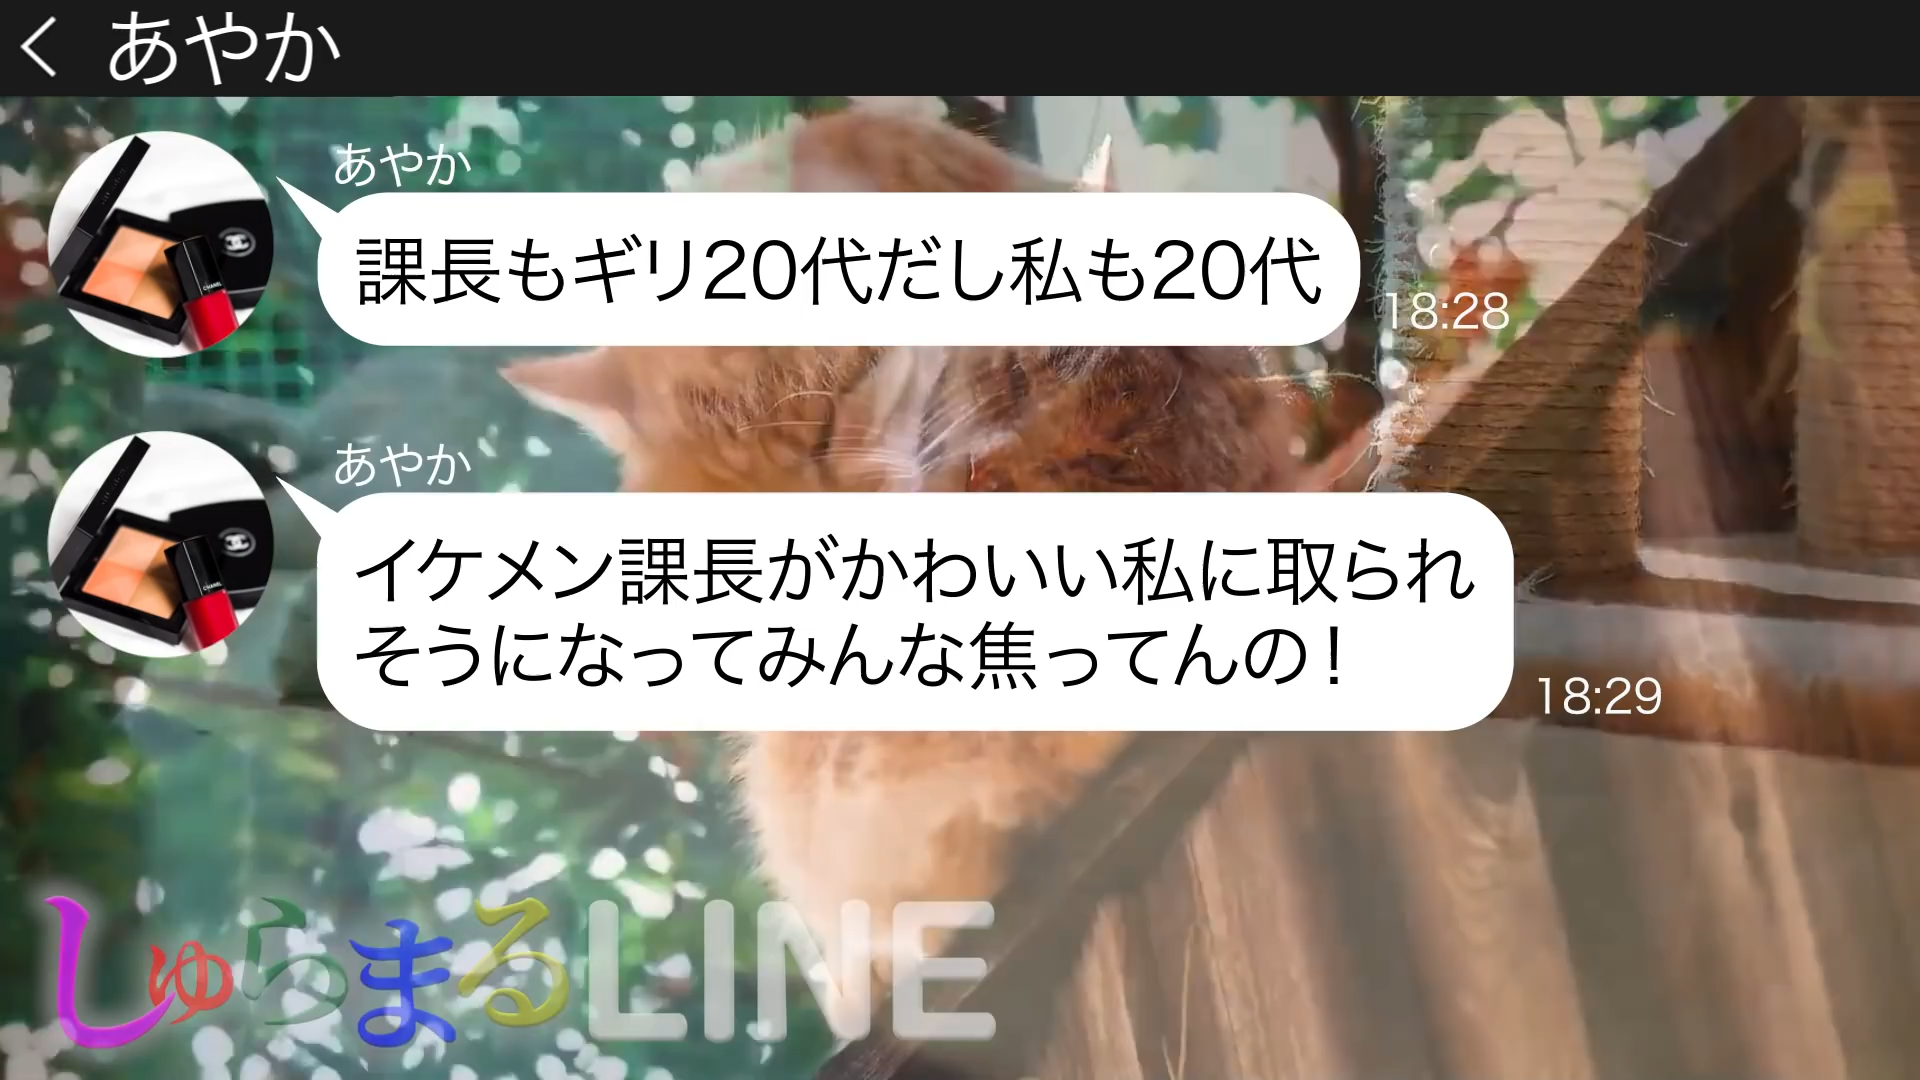 あやか
あやか
課長もギリ20代だし私も20代
18:28
あやか
イケメン課長がかわいい私に取られ
そうになってみんな焦ってんの！
18:29
しゅらまるLINE